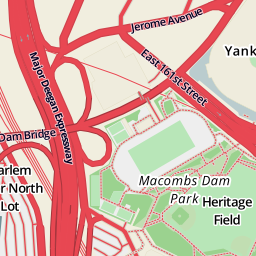 Jerome Avenue
Yank
East 161st Street
Major Deegan Expressway
Dam Bridge
arlem
r North
Lot
Macombs Dam
Park
Heritage
Field